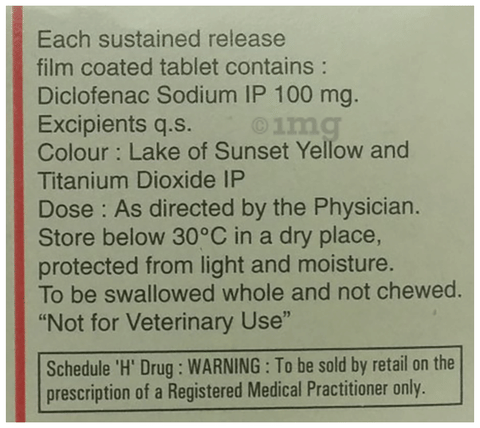 Each sustained release
film coated tablet contains :
Diclofenac Sodium IP 100 mg.
Excipients q.s.
©1mg
Colour : Lake of Sunset Yellow and
Titanium Dioxide IP
Dose : As directed by the Physician.
Store below 30°C in a dry place,
protected from light and moisture.
To be swallowed whole and not chewed.
“Not for Veterinary Use”
Schedule 'H' Drug : WARNING : To be sold by retail on the
prescription of a Registered Medical Practitioner only.